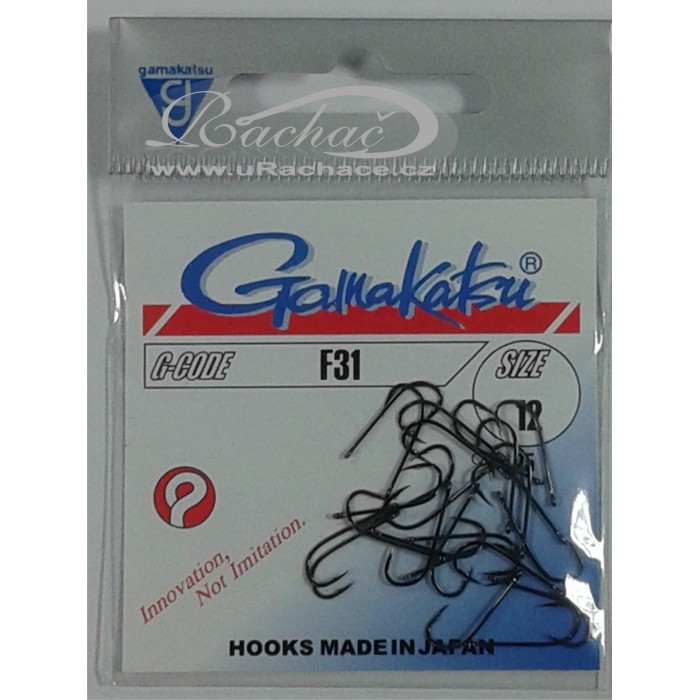 gamakatsu
Rachač
www.uRachace.cz
Gamakatsu®
G-CODE F31 SIZE
12
Innovation,
Not Imitation.
HOOKS MADE IN JAPAN